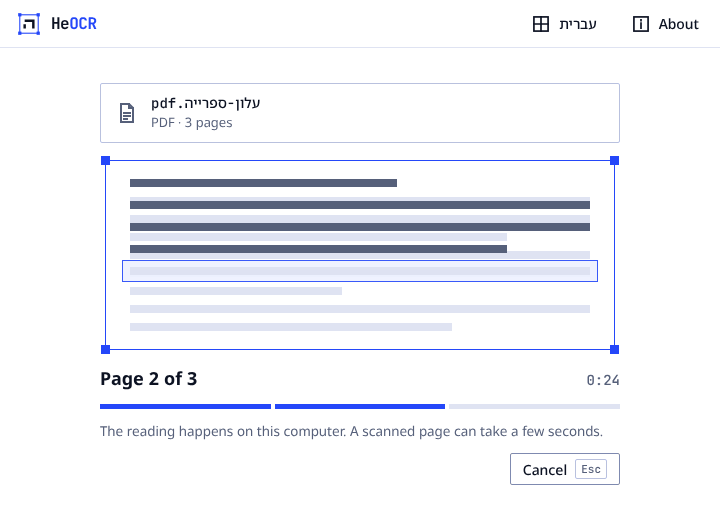 HeOCR
עברית
About
עלון-ספרייה.pdf
PDF · 3 pages
Page 2 of 3
0:24
The reading happens on this computer. A scanned page can take a few seconds.
Cancel Esc